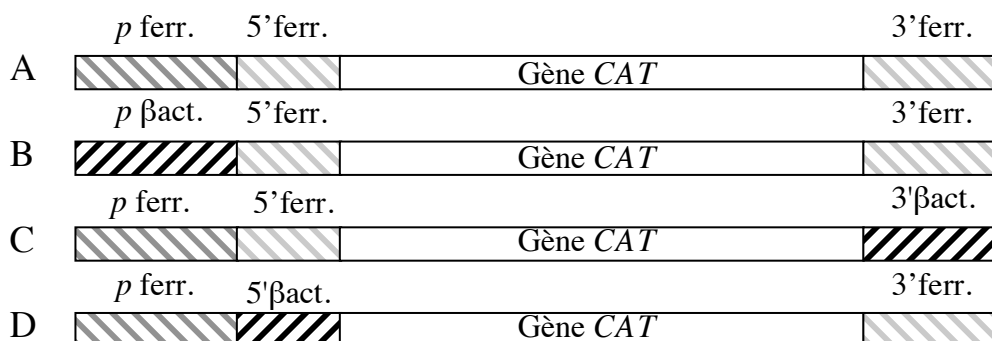 p ferr. 5’ferr. 3’ferr.
A Gène CAT
p βact. 5’ferr. 3’ferr.
B Gène CAT
p ferr. 5’ferr. 3'βact.
C Gène CAT
p ferr. 5'βact. 3’ferr.
D Gène CAT